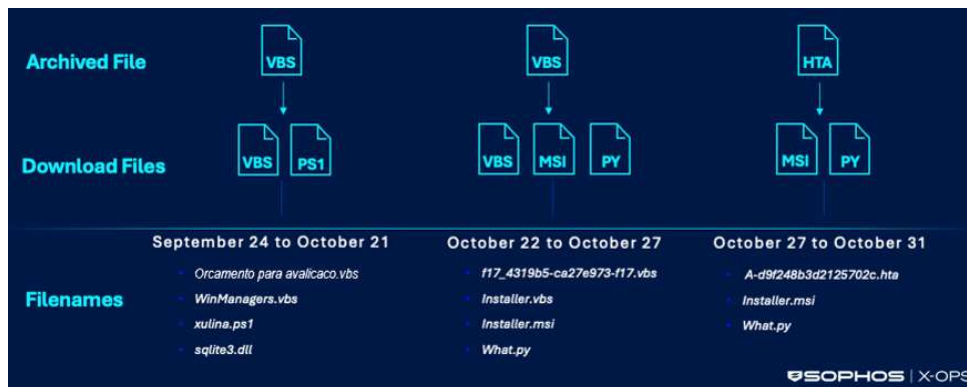 Archived File
VBS
VBS
HTA
Download Files
VBS
PS1
VBS
MSI
PY
MSI
PY
September 24 to October 21
October 22 to October 27
October 27 to October 31
Filenames
Orcamento para avalicaco.vbs
WinManagers.vbs
xulina.ps1
sqlite3.dll
f17_4319b5-ca27e973-f17.vbs
Installer.vbs
Installer.msi
What.py
A-d9f248b3d2125702c.hta
Installer.msi
What.py
SOPHOS | X-OPS